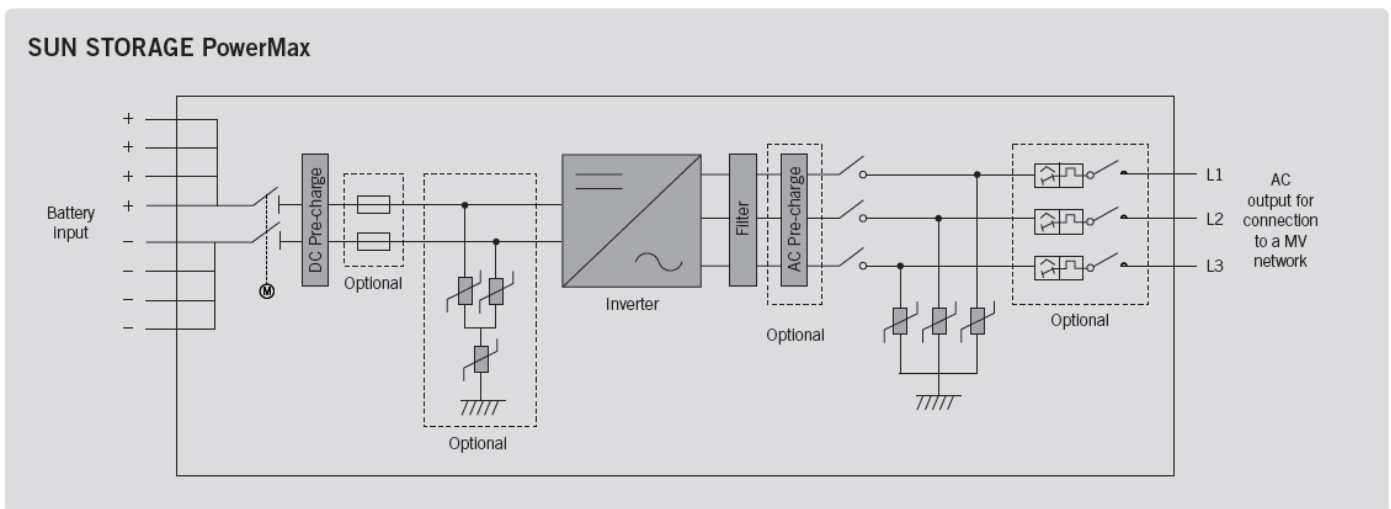 SUN STORAGE PowerMax
+
+
+
+
−
−
−
−
Battery
input
M
DC Pre-charge
Optional
Optional
Inverter
Filter
AC Pre-charge
Optional
Optional
L1
L2
L3
AC
output for
connection
to a MV
network